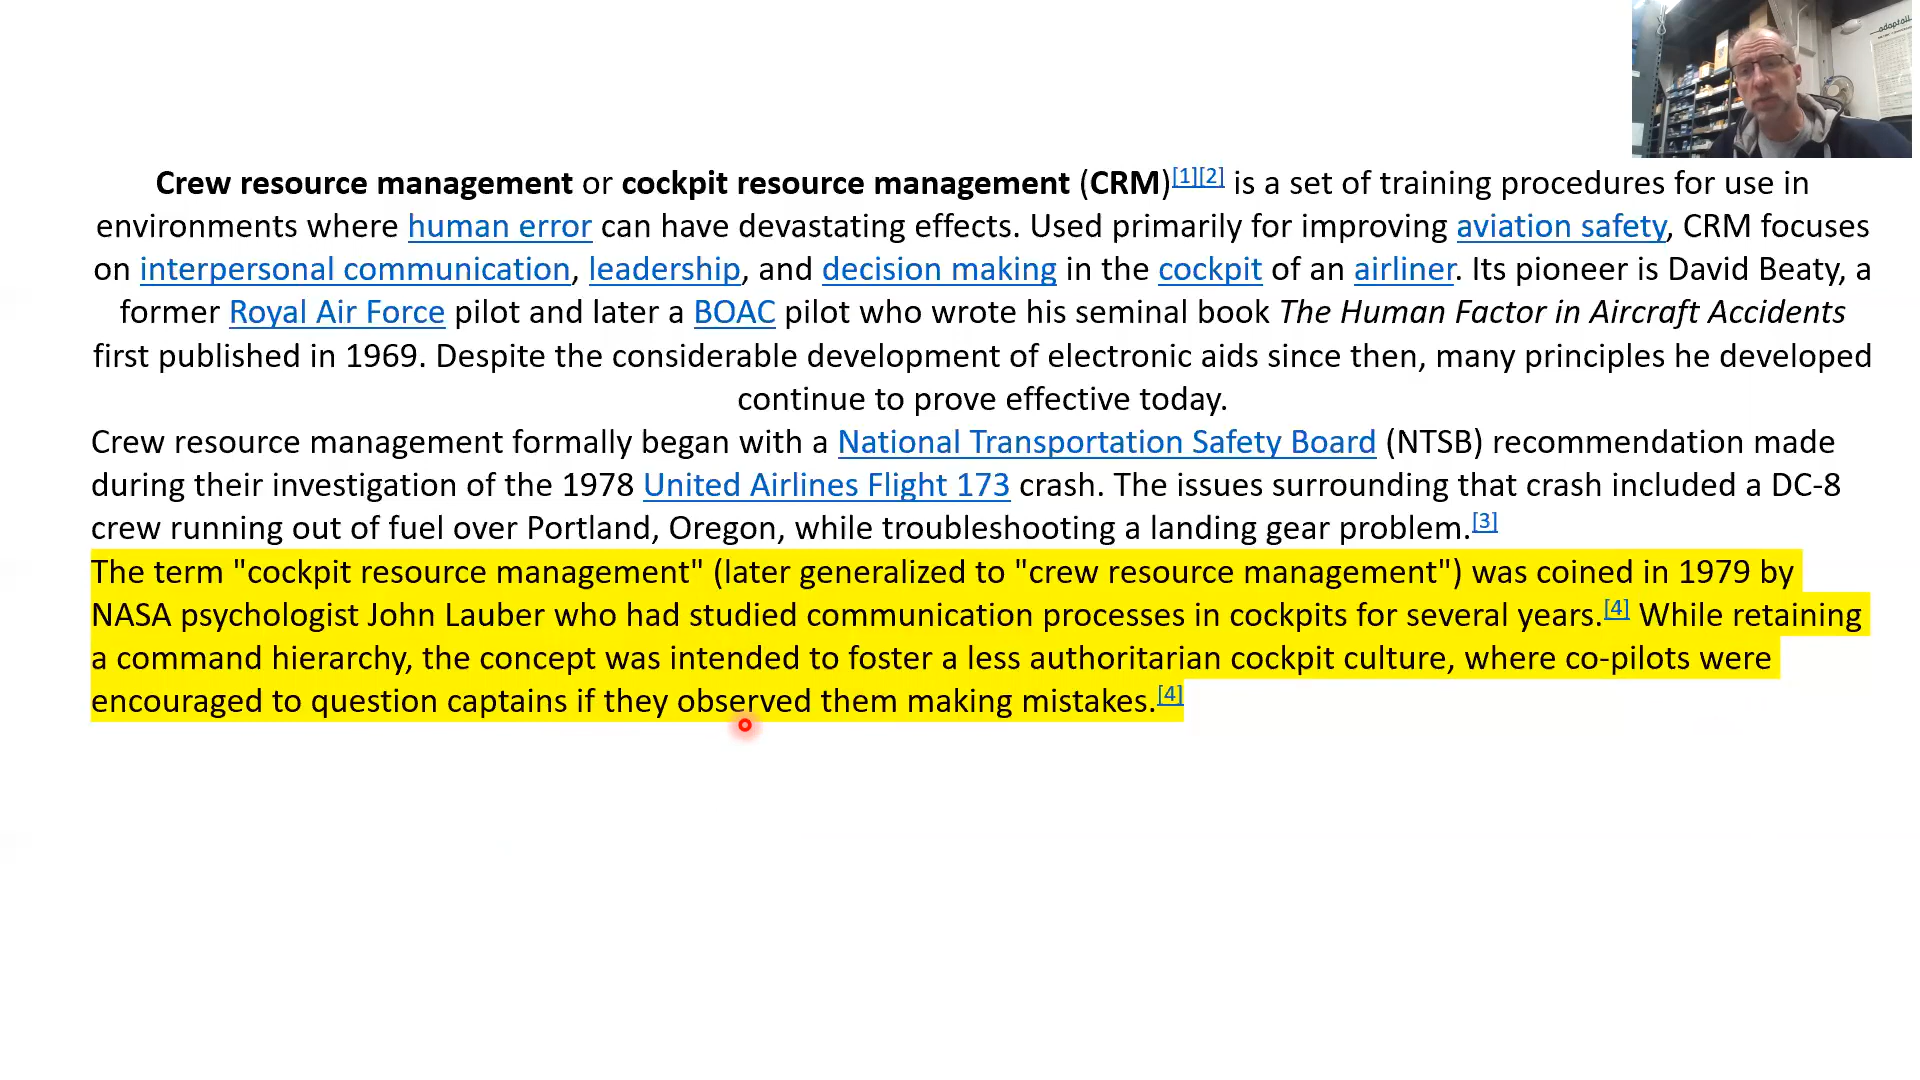 Crew resource management or cockpit resource management (CRM)[1][2] is a set of training procedures for use in
environments where human error can have devastating effects. Used primarily for improving aviation safety, CRM focuses
on interpersonal communication, leadership, and decision making in the cockpit of an airliner. Its pioneer is David Beaty, a
former Royal Air Force pilot and later a BOAC pilot who wrote his seminal book The Human Factor in Aircraft Accidents
first published in 1969. Despite the considerable development of electronic aids since then, many principles he developed
continue to prove effective today.
Crew resource management formally began with a National Transportation Safety Board (NTSB) recommendation made
during their investigation of the 1978 United Airlines Flight 173 crash. The issues surrounding that crash included a DC-8
crew running out of fuel over Portland, Oregon, while troubleshooting a landing gear problem.[3]
The term "cockpit resource management" (later generalized to "crew resource management") was coined in 1979 by
NASA psychologist John Lauber who had studied communication processes in cockpits for several years.[4] While retaining
a command hierarchy, the concept was intended to foster a less authoritarian cockpit culture, where co-pilots were
encouraged to question captains if they observed them making mistakes.[4]